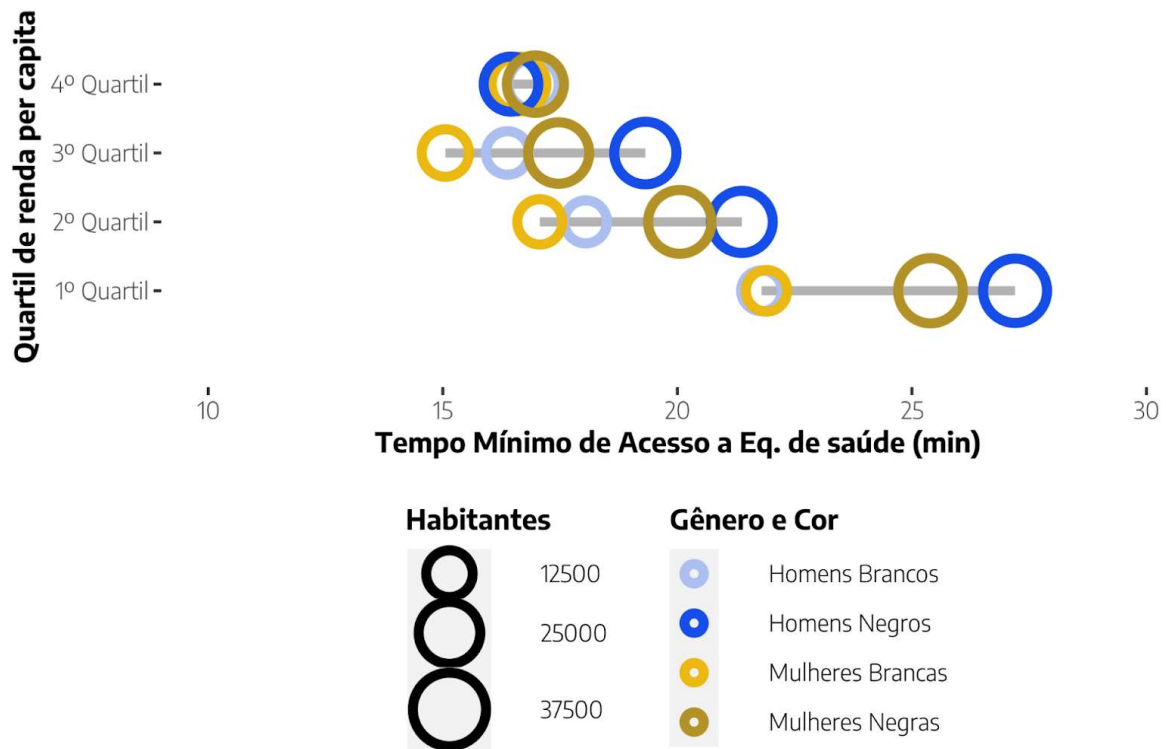 Quartil de renda per capita
4º Quartil
3º Quartil
2º Quartil
1º Quartil
10 15 20 25 30
Tempo Mínimo de Acesso a Eq. de saúde (min)
Habitantes
12500
25000
37500
Gênero e Cor
Homens Brancos
Homens Negros
Mulheres Brancas
Mulheres Negras